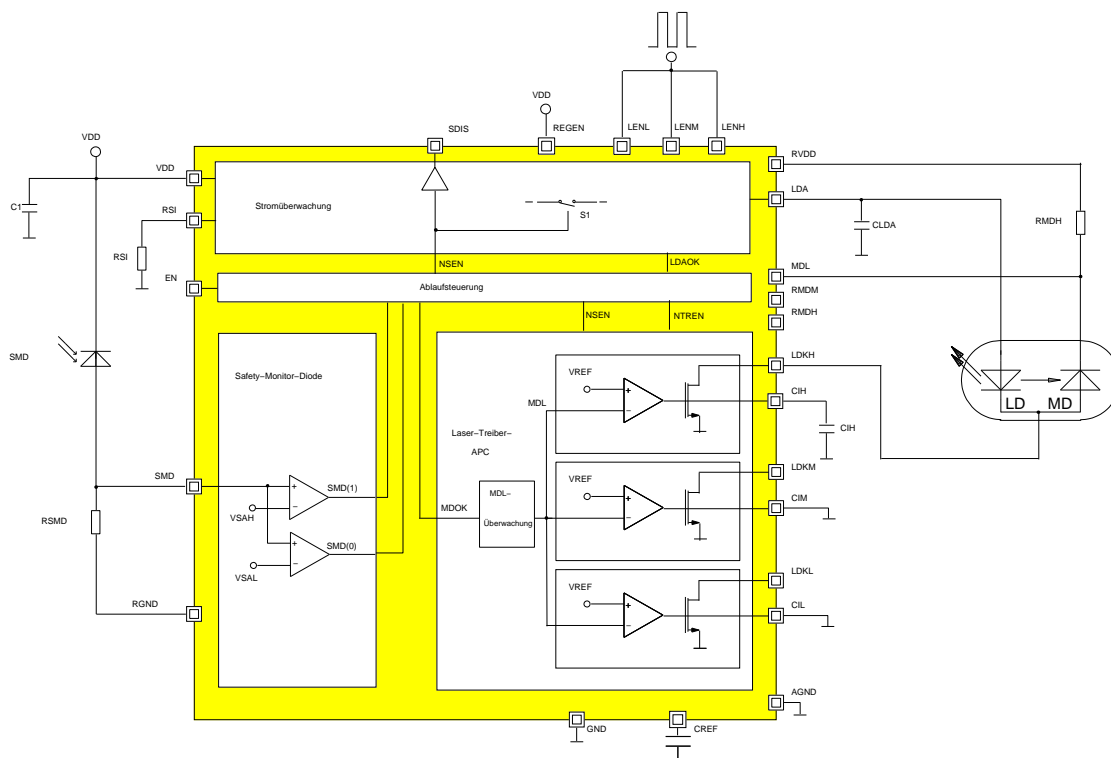 VDD
SDIS
REGEN
LENL
LENM
LENH
VDD
VDD
RVDD
C1
RSI
Stromüberwachung
S1
LDA
CLDA
RMDH
RSI
NSEN
LDAOK
MDL
EN
Ablaufsteuerung
RMDM
NSEN
NTREN
RMDH
SMD
Safety–Monitor–Diode
VREF
LDKH
+
−
MDL
CIH
CIH
LD
MD
Laser–Treiber–
APC
SMD
+
−
SMD(1)
VSAH
MDL–
Überwachung
MDOK
VREF
+
−
LDKM
CIM
RSMD
+
−
SMD(0)
VSAL
VREF
+
−
LDKL
CIL
RGND
AGND
GND
CREF